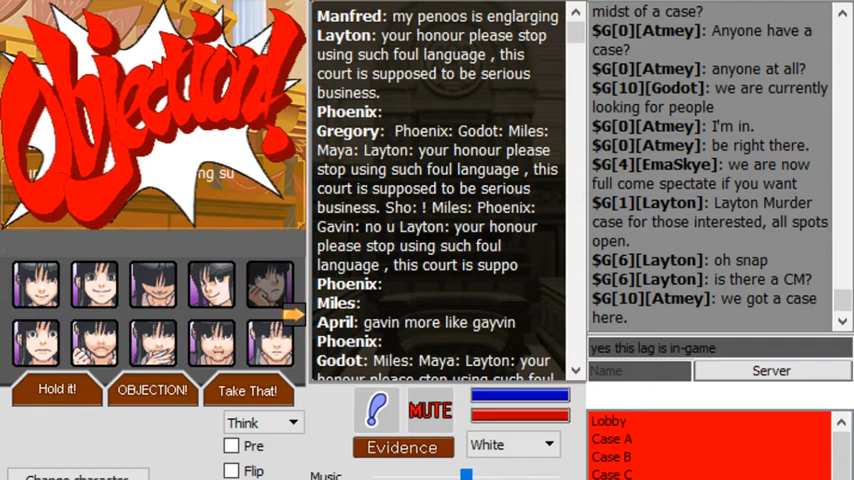 Objection!
ng su
Hold it!
OBJECTION!
Take That!
Think
Pre
Flip
Change character
Manfred: my penoos is englarging
Layton: your honour please stop
using such foul language , this
court is supposed to be serious
business.
Phoenix:
Gregory: Phoenix: Godot: Miles:
Maya: Layton: your honour please
stop using such foul language ,
this court is supposed to be
serious business. Sho: ! Miles: Phoenix:
Gavin: no u Layton: your honour
please stop using such foul
language , this court is suppo
Phoenix:
Miles:
April: gavin more like gayvin
Phoenix:
Godot: Miles: Maya: Layton: your
honour please stop using such foul
MUTE
Evidence
White
Music
midst of a case?
$G[0][Atmey]: Anyone have a
case?
$G[0][Atmey]: anyone at all?
$G[10][Godot]: we are currently
looking for people
$G[0][Atmey]: I'm in.
$G[0][Atmey]: be right there.
$G[4][EmaSkye]: we are now
full come spectate if you want
$G[1][Layton]: Layton Murder
case for those interested, all spots
open.
$G[6][Layton]: oh snap
$G[6][Layton]: is there a CM?
$G[10][Atmey]: we got a case
here.
yes this lag is in-game
Name
Server
Lobby
Case A
Case B
Case C